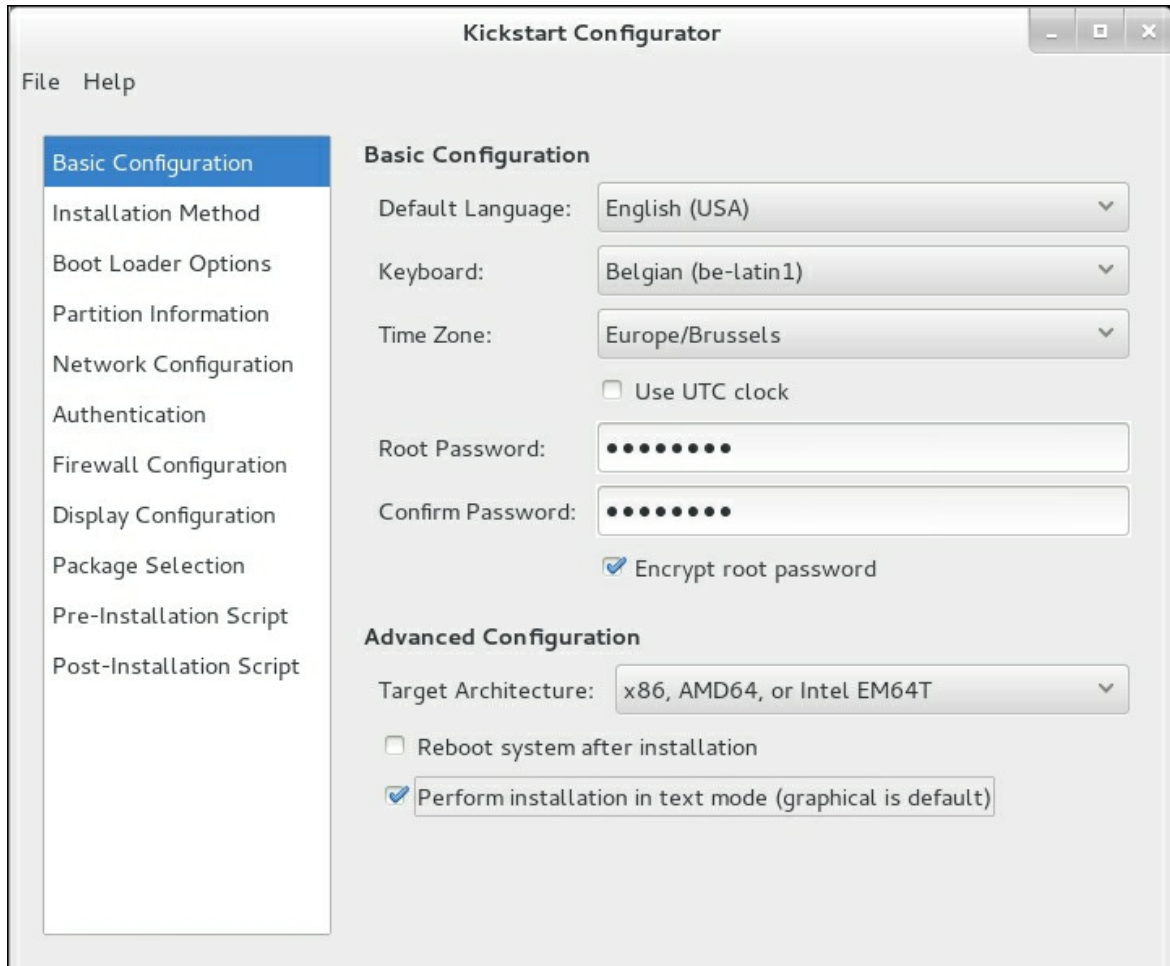 Kickstart Configurator
File Help
Basic Configuration
Installation Method
Boot Loader Options
Partition Information
Network Configuration
Authentication
Firewall Configuration
Display Configuration
Package Selection
Pre-Installation Script
Post-Installation Script
Basic Configuration
Default Language: English (USA)
Keyboard: Belgian (be-latin1)
Time Zone: Europe/Brussels
Use UTC clock
Root Password: ••••••••
Confirm Password: ••••••••
Encrypt root password
Advanced Configuration
Target Architecture: x86, AMD64, or Intel EM64T
Reboot system after installation
Perform installation in text mode (graphical is default)